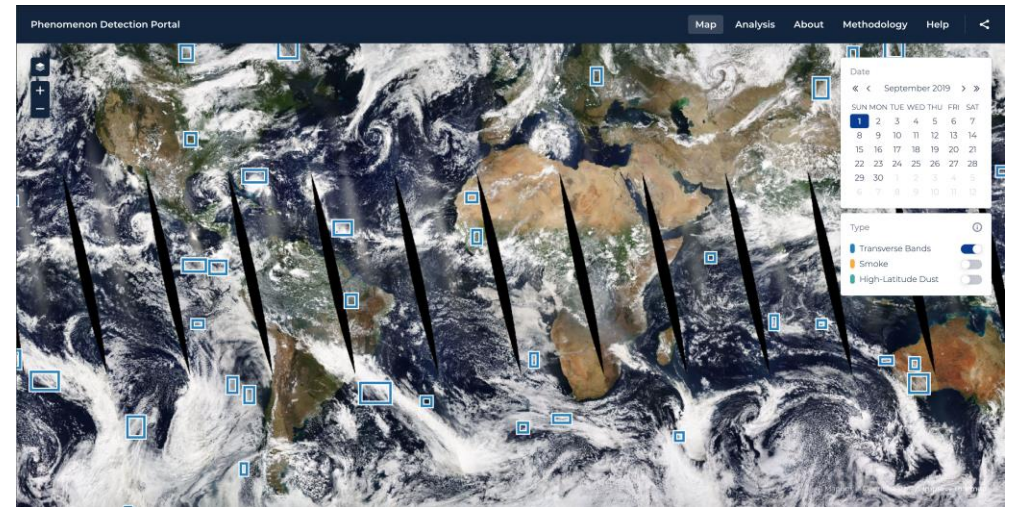 Phenomenon Detection Portal
Map Analysis About Methodology Help
Date
September 2019
SUN MON TUE WED THU FRI SAT
1 2 3 4 5 6 7
8 9 10 11 12 13 14
15 16 17 18 19 20 21
22 23 24 25 26 27 28
29 30 1 2 3 4 5
6 7 8 9 10 11 12
Type
Transverse Bands
Smoke
High-Latitude Dust